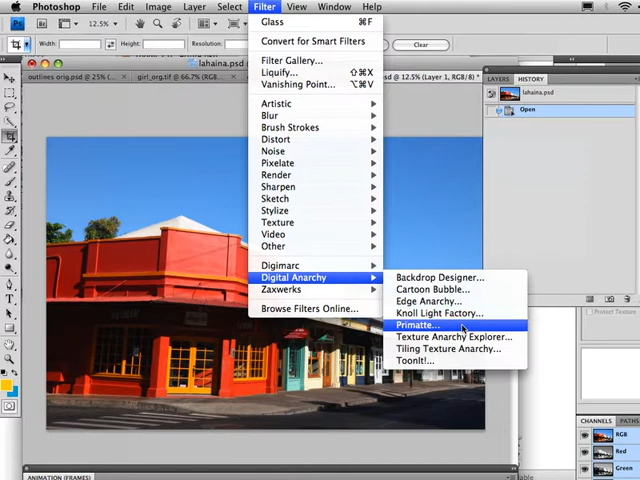 Photoshop File Edit Image Layer Select Filter View Window Help
12.5%
Width: Height: Resolution: Clear
lahaina.psd
outlines orig.psd @ 25% girl_org.tif @ 66.7% (RGB... .psd @ 12.5% (Layer 1, RGB/8) *
Glass ⌘F
Convert for Smart Filters
Filter Gallery...
Liquify... ⇧⌘X
Vanishing Point... ⌥⌘V
Artistic
Blur
Brush Strokes
Distort
Noise
Pixelate
Render
Sharpen
Sketch
Stylize
Texture
Video
Other
Digimarc
Digital Anarchy
Zaxwerks
Browse Filters Online...
Backdrop Designer...
Cartoon Bubble...
Edge Anarchy...
Knoll Light Factory...
Primatte...
Texture Anarchy Explorer...
Tiling Texture Anarchy...
ToonIt!...
LAYERS HISTORY
lahaina.psd
Open
Protect Texture
CHANNELS PATHS
RGB
Red
Green
ANIMATION (FRAMES)